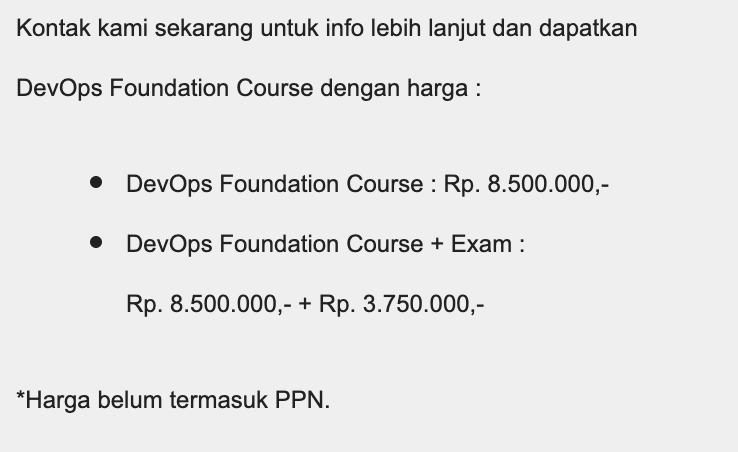 Kontak kami sekarang untuk info lebih lanjut dan dapatkan
DevOps Foundation Course dengan harga :
• DevOps Foundation Course : Rp. 8.500.000,-
• DevOps Foundation Course + Exam :
Rp. 8.500.000,- + Rp. 3.750.000,-
*Harga belum termasuk PPN.